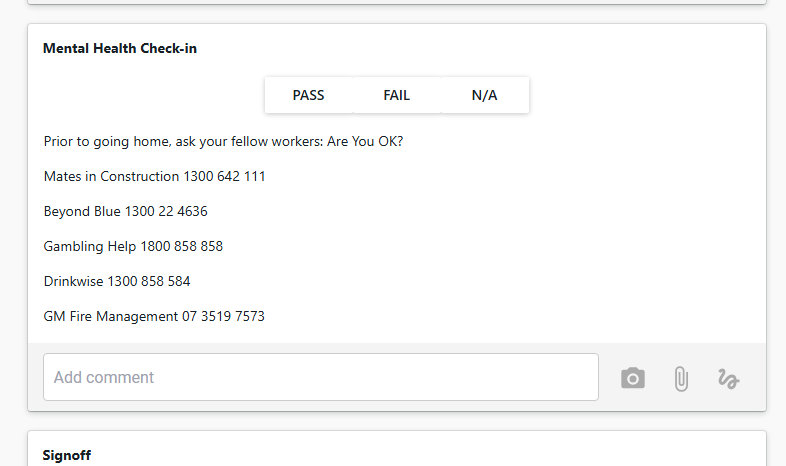 Mental Health Check-in
PASS FAIL N/A
Prior to going home, ask your fellow workers: Are You OK?
Mates in Construction 1300 642 111
Beyond Blue 1300 22 4636
Gambling Help 1800 858 858
Drinkwise 1300 858 584
GM Fire Management 07 3519 7573
Add comment
Signoff